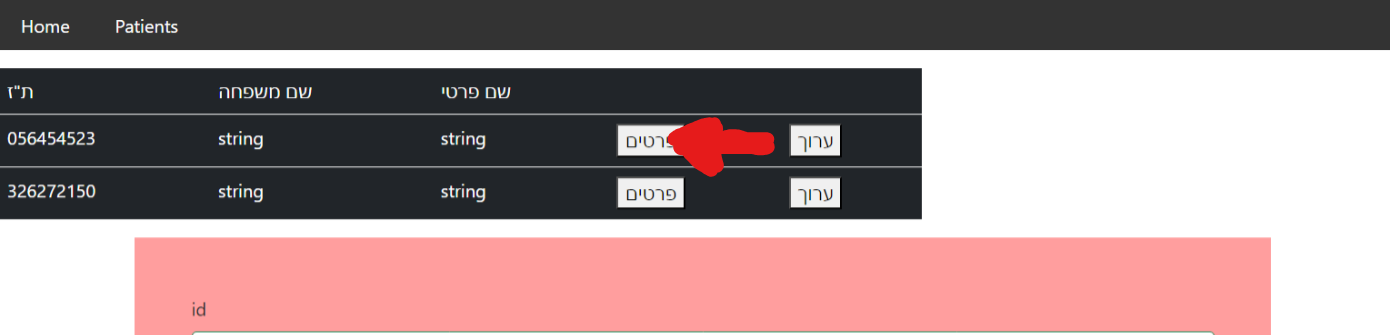 Home Patients
ת"ז שם משפחה שם פרטי
056454523 string string פרטים ערוך
326272150 string string פרטים ערוך
id